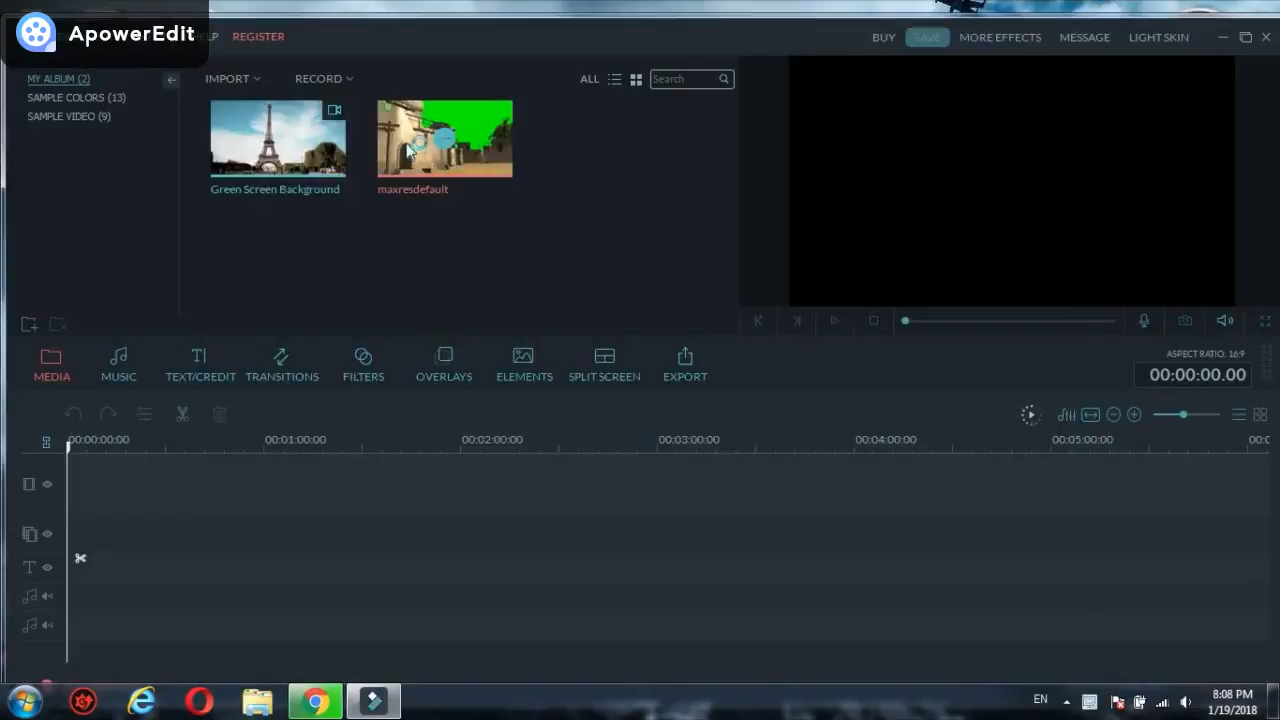 ApowerEdit
HELP
REGISTER
BUY
SAVE
MORE EFFECTS
MESSAGE
LIGHT SKIN
MY ALBUM (2)
SAMPLE COLORS (13)
SAMPLE VIDEO (9)
IMPORT
RECORD
ALL
Search
Green Screen Background
maxresdefault
ASPECT RATIO: 16:9
00:00:00.00
MEDIA
MUSIC
TEXT/CREDIT
TRANSITIONS
FILTERS
OVERLAYS
ELEMENTS
SPLIT SCREEN
EXPORT
00:00:00:00
00:01:00:00
00:02:00:00
00:03:00:00
00:04:00:00
00:05:00:00
EN
8:08 PM
1/19/2018